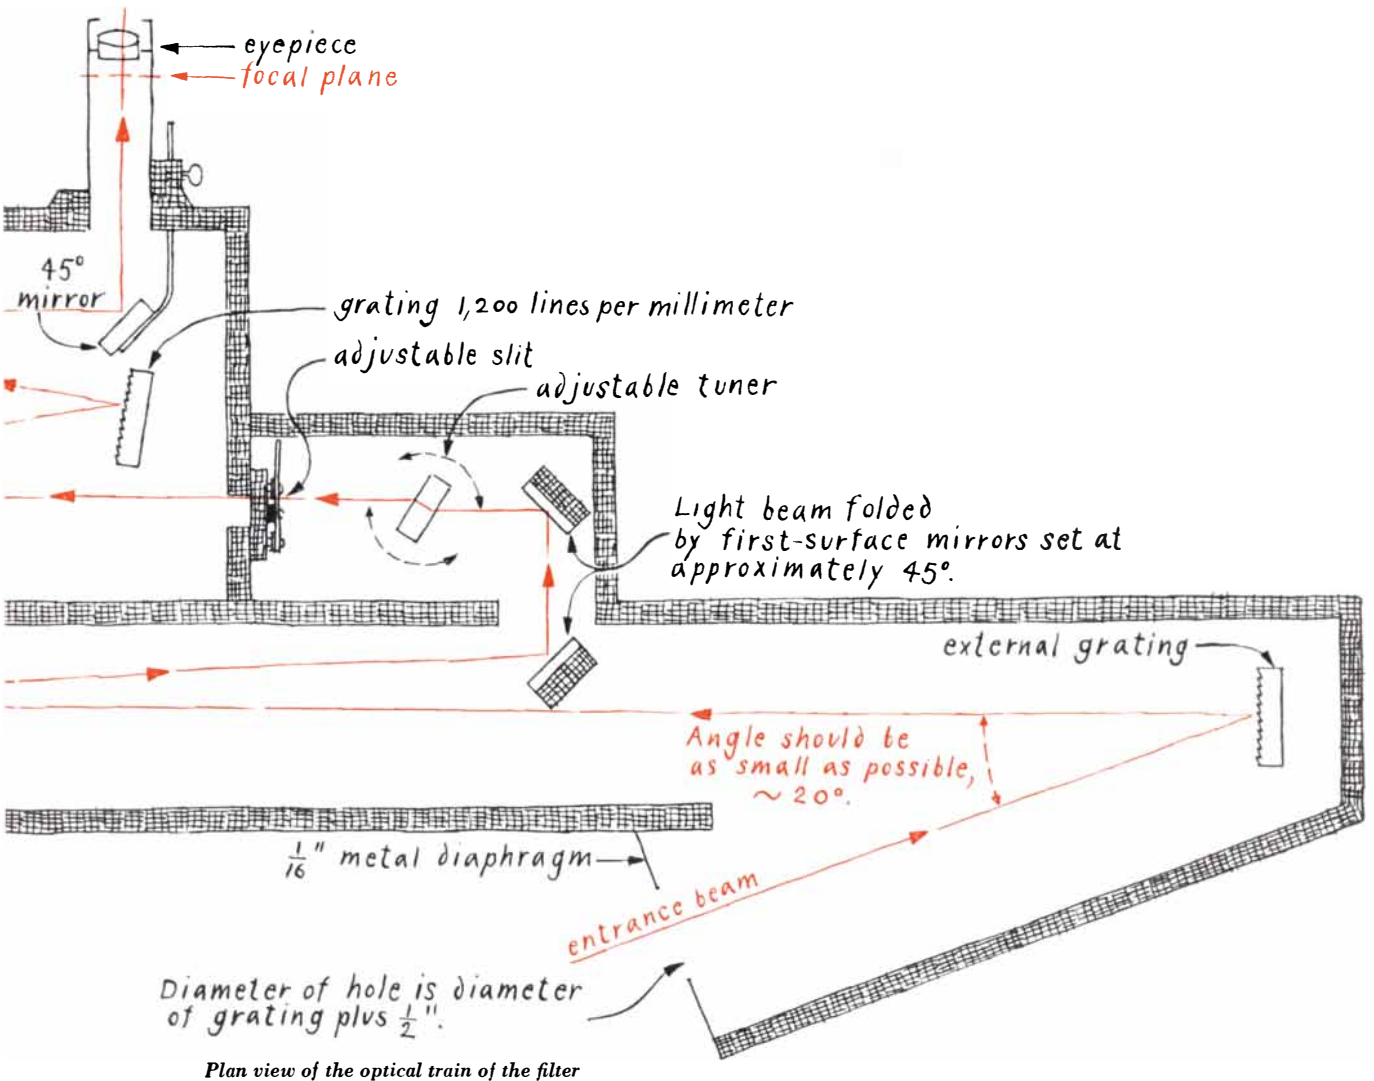 eyepiece
focal plane
45°
mirror
grating 1,200 lines per millimeter
adjustable slit
adjustable tuner
Light beam folded
by first-surface mirrors set at
approximately 45°.
external grating
Angle should be
as small as possible,
~ 20°.
1/16" metal diaphragm
entrance beam
Diameter of hole is diameter
of grating plus 1/2".
Plan view of the optical train of the filter